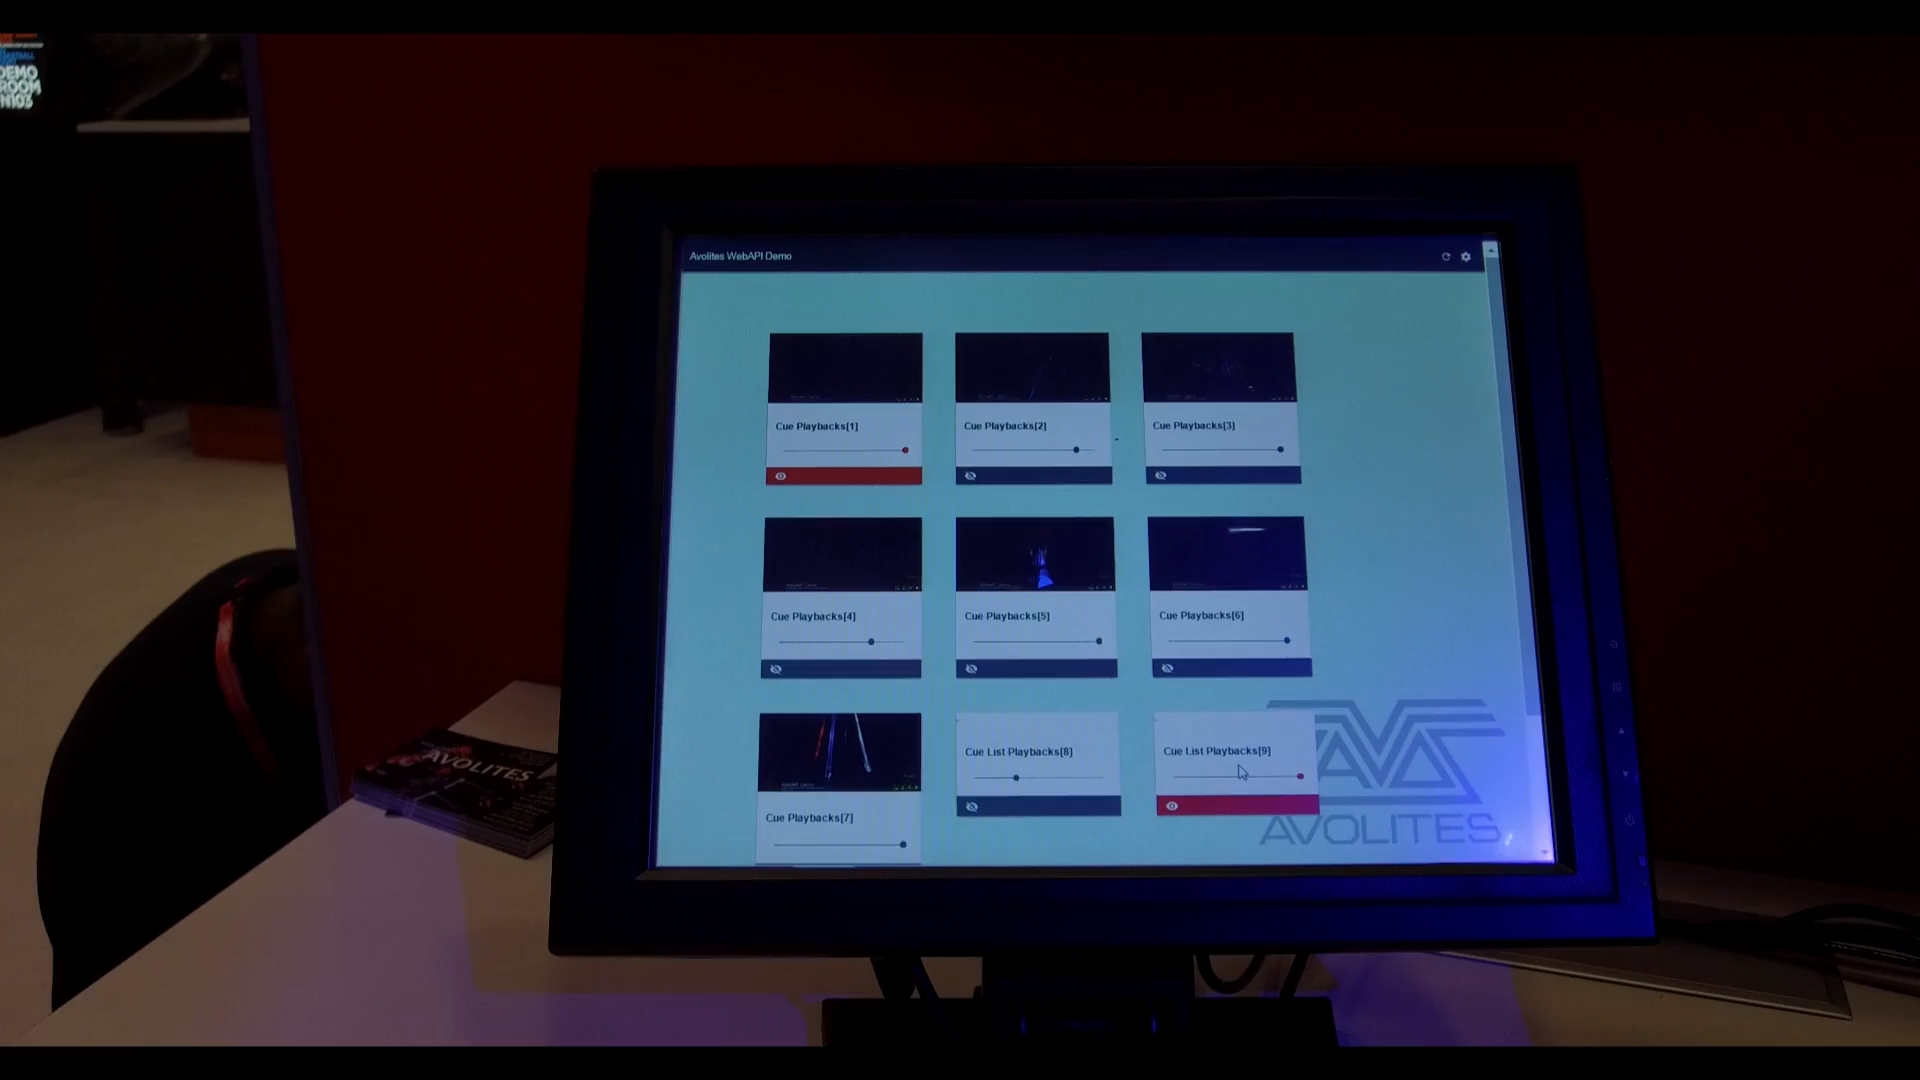 DEMO
ROOM
N103
Avolites WebAPI Demo
Cue Playbacks[1]
Cue Playbacks[2]
Cue Playbacks[3]
Cue Playbacks[4]
Cue Playbacks[5]
Cue Playbacks[6]
Cue Playbacks[7]
Cue List Playbacks[8]
Cue List Playbacks[9]
AVOLITES
AVOLITES